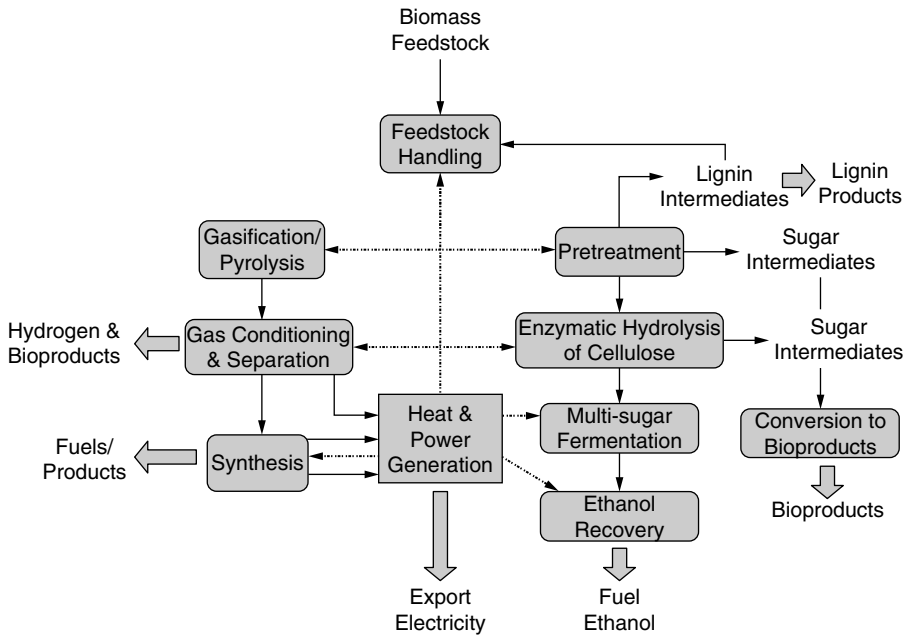 Biomass
Feedstock
Feedstock
Handling
Lignin
Intermediates
Lignin
Products
Gasification/
Pyrolysis
Pretreatment
Sugar
Intermediates
Hydrogen &
Bioproducts
Gas Conditioning
& Separation
Enzymatic Hydrolysis
of Cellulose
Sugar
Intermediates
Fuels/
Products
Synthesis
Heat &
Power
Generation
Multi-sugar
Fermentation
Conversion to
Bioproducts
Ethanol
Recovery
Bioproducts
Export
Electricity
Fuel
Ethanol